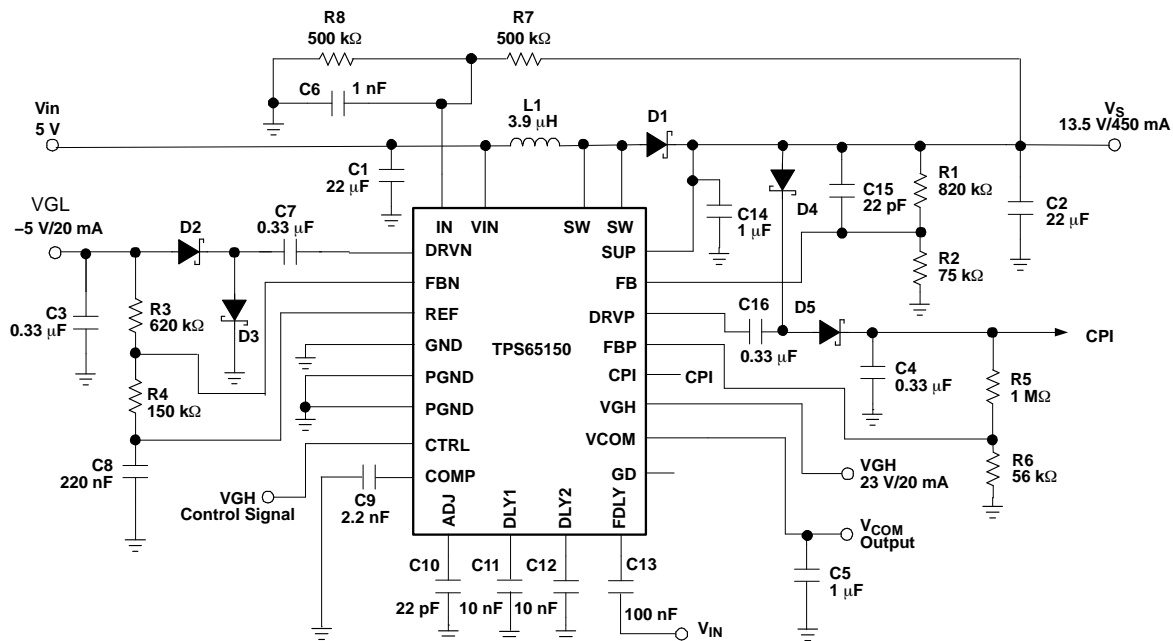 R8
500 kΩ
R7
500 kΩ
C6
1 nF
Vin
5 V
L1
3.9 μH
D1
VS
13.5 V/450 mA
C1
22 μF
C14
1 μF
D4
C15
22 pF
R1
820 kΩ
C2
22 μF
R2
75 kΩ
VGL
–5 V/20 mA
D2
C7
0.33 μF
C3
0.33 μF
R3
620 kΩ
D3
R4
150 kΩ
C8
220 nF
IN
VIN
SW
SW
DRVN
FBN
REF
GND
PGND
PGND
CTRL
COMP
TPS65150
SUP
FB
DRVP
FBP
CPI
VGH
VCOM
GD
ADJ
DLY1
DLY2
FDLY
C16
0.33 μF
D5
CPI
CPI
C4
0.33 μF
R5
1 MΩ
R6
56 kΩ
VGH
23 V/20 mA
VGH
Control Signal
C9
2.2 nF
VCOM
Output
C5
1 μF
C10
22 pF
C11
10 nF
C12
10 nF
C13
100 nF
VIN